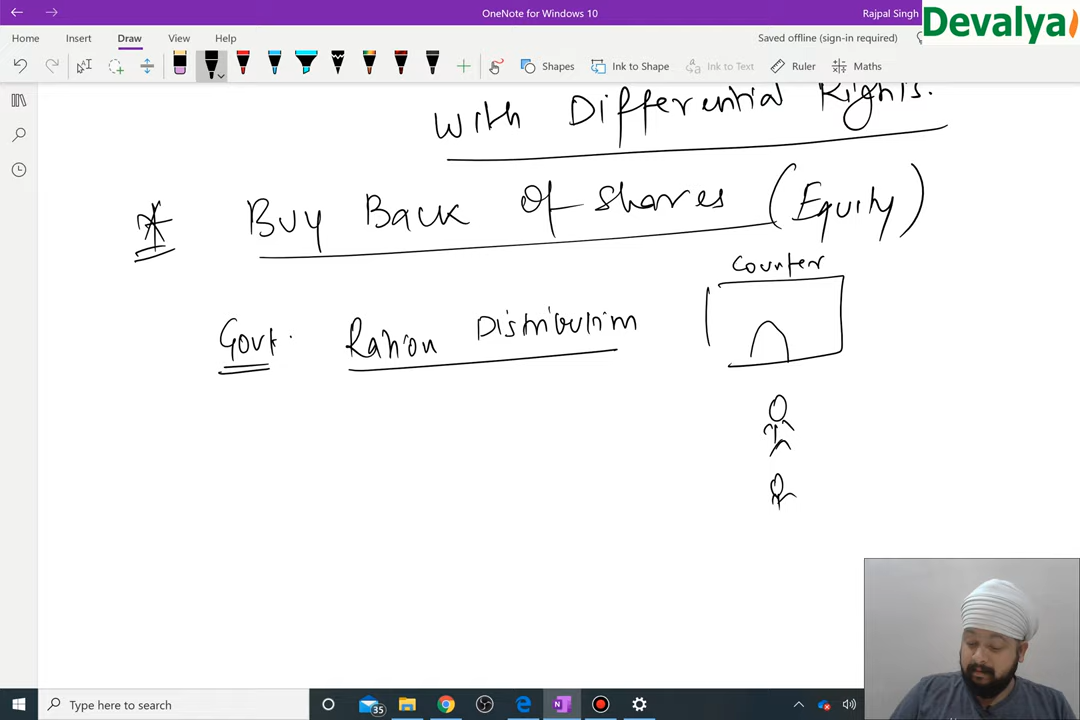 OneNote for Windows 10
Rajpal Singh
Devalya
Home Insert Draw View Help
Saved offline (sign-in required)
Shapes Ink to Shape Ink to Text Ruler Maths
With Differential Rights.
* Buy Back Of Shares (Equity)
Counter
Govt. Ration Distribution
Type here to search
35